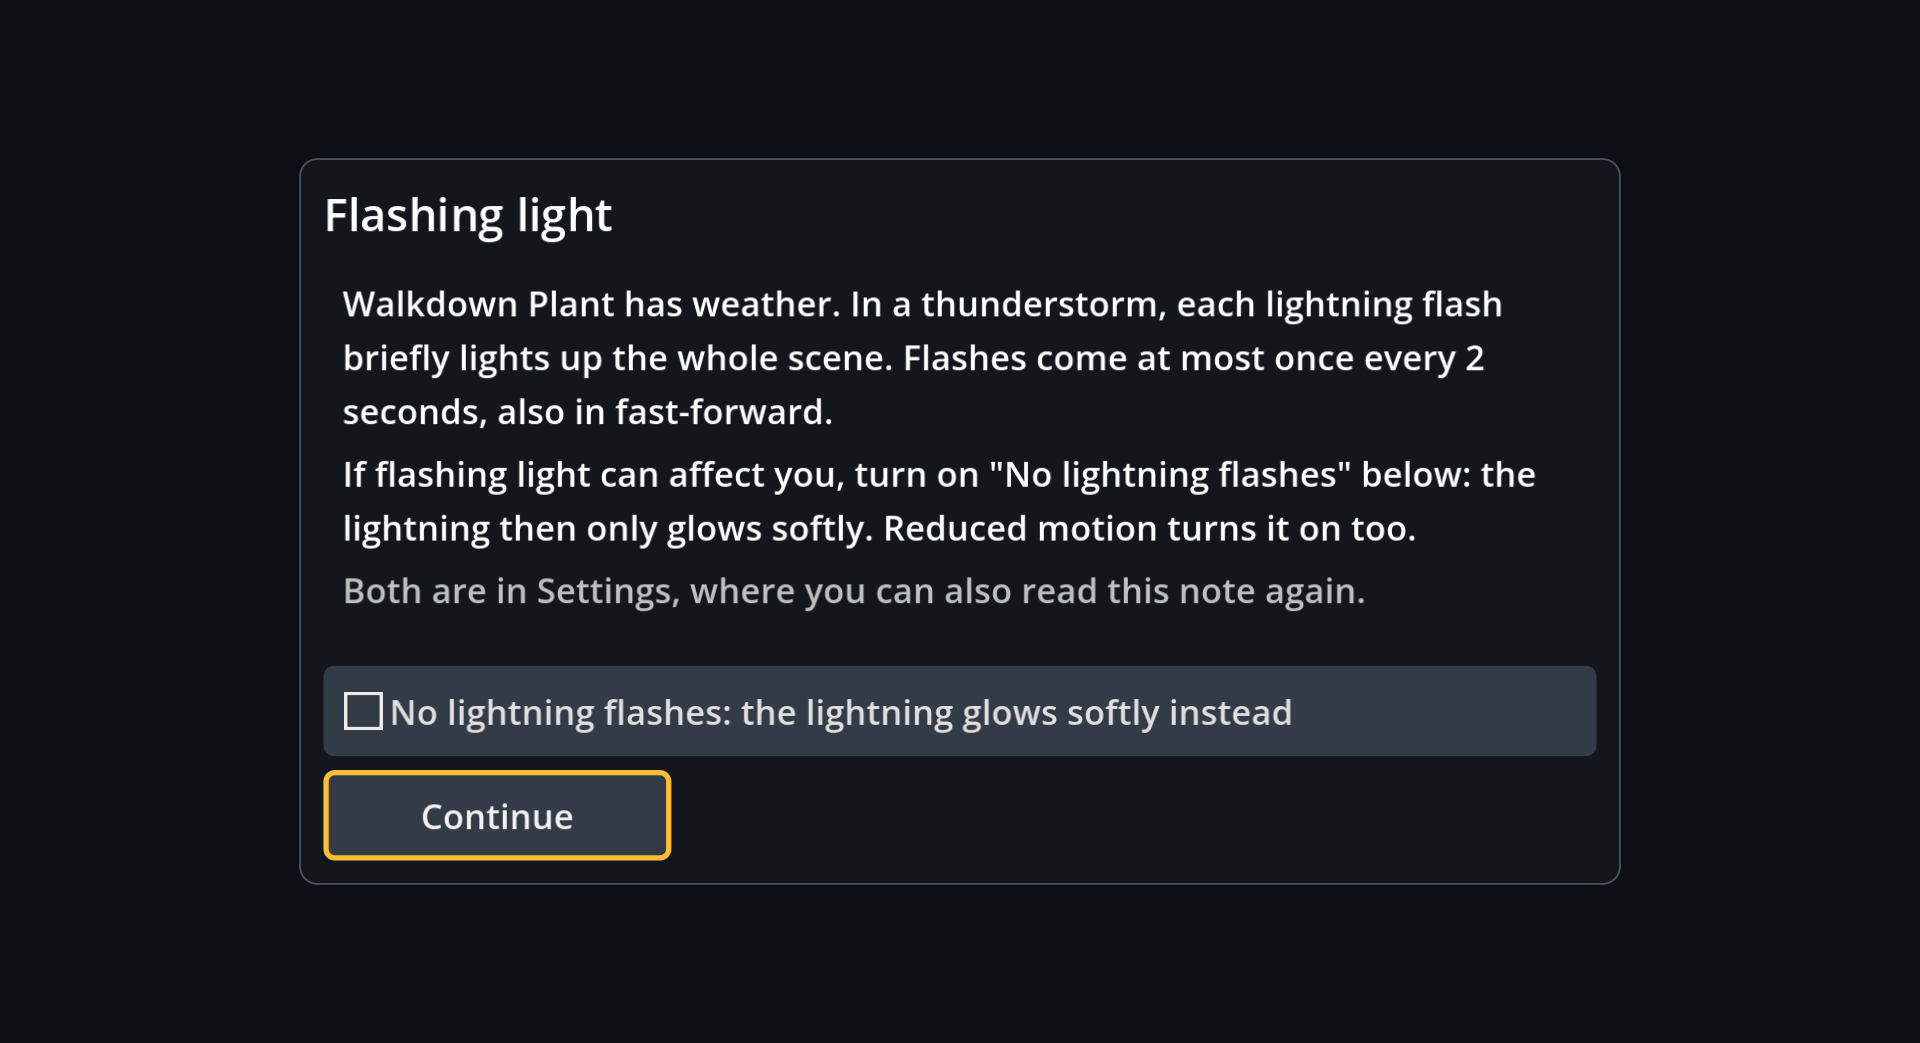 Flashing light
Walkdown Plant has weather. In a thunderstorm, each lightning flash
briefly lights up the whole scene. Flashes come at most once every 2
seconds, also in fast-forward.
If flashing light can affect you, turn on "No lightning flashes" below: the
lightning then only glows softly. Reduced motion turns it on too.
Both are in Settings, where you can also read this note again.
No lightning flashes: the lightning glows softly instead
Continue